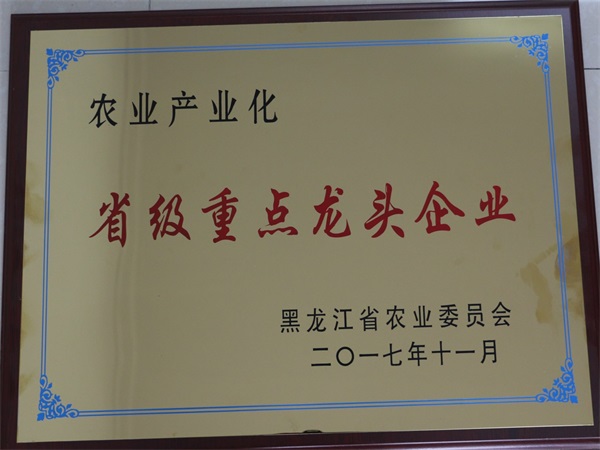 农业产业化
省级重点龙头企业
黑龙江省农业委员会
二〇一七年十一月